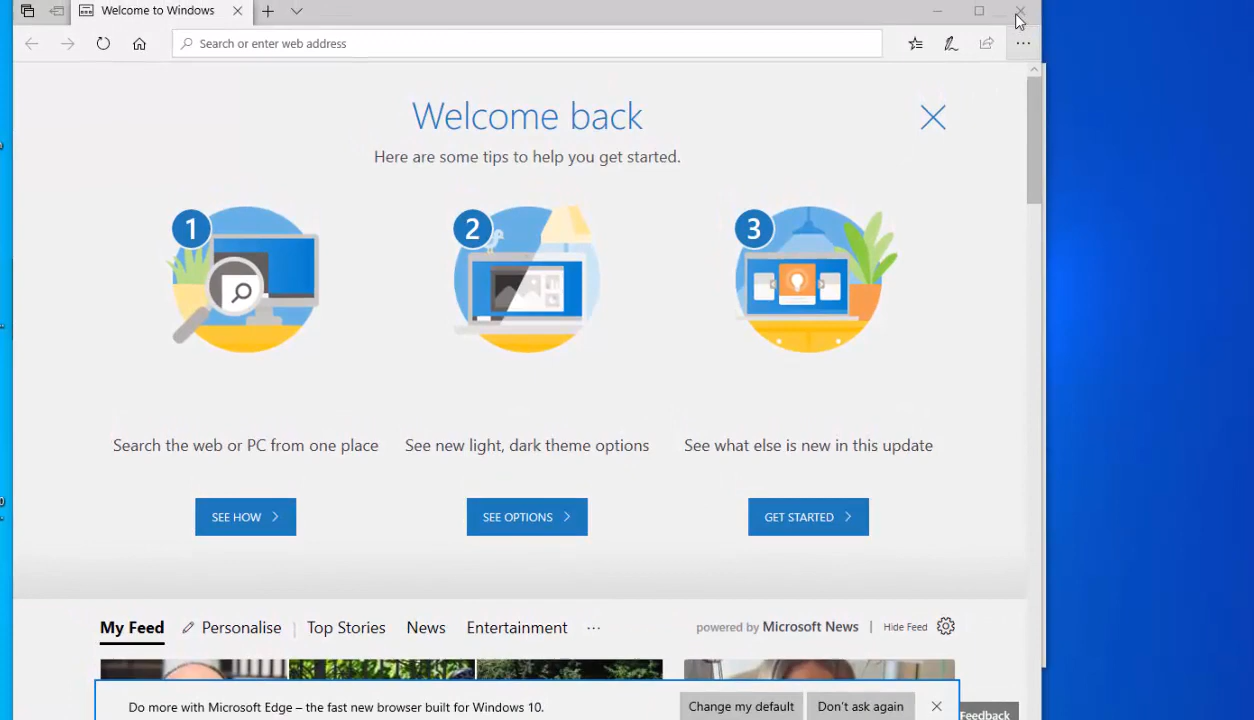 Welcome to Windows
Search or enter web address
Welcome back
Here are some tips to help you get started.
1
2
3
Search the web or PC from one place
See new light, dark theme options
See what else is new in this update
SEE HOW
SEE OPTIONS
GET STARTED
My Feed
Personalise
Top Stories
News
Entertainment
powered by Microsoft News
Hide Feed
Do more with Microsoft Edge – the fast new browser built for Windows 10.
Change my default
Don't ask again
Feedback